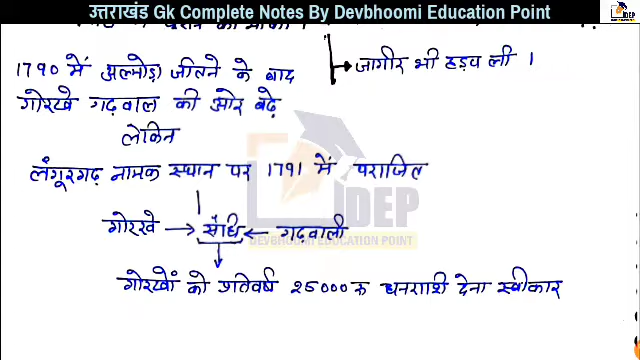 उत्तराखंड Gk Complete Notes By Devbhoomi Education Point
जागीर भी हड़प ली ।
1790 में अल्मोड़ा जीतने के बाद
गोरखे गढ़वाल की ओर बढ़े
लेकिन
लंगूरगढ़ नामक स्थान पर 1791 में पराजित
गोरखे → संधि ← गढ़वाली
गोरखों को प्रतिवर्ष 25000 रु धनराशि देना स्वीकार
IDEP
DEVBHOOMI EDUCATION POINT